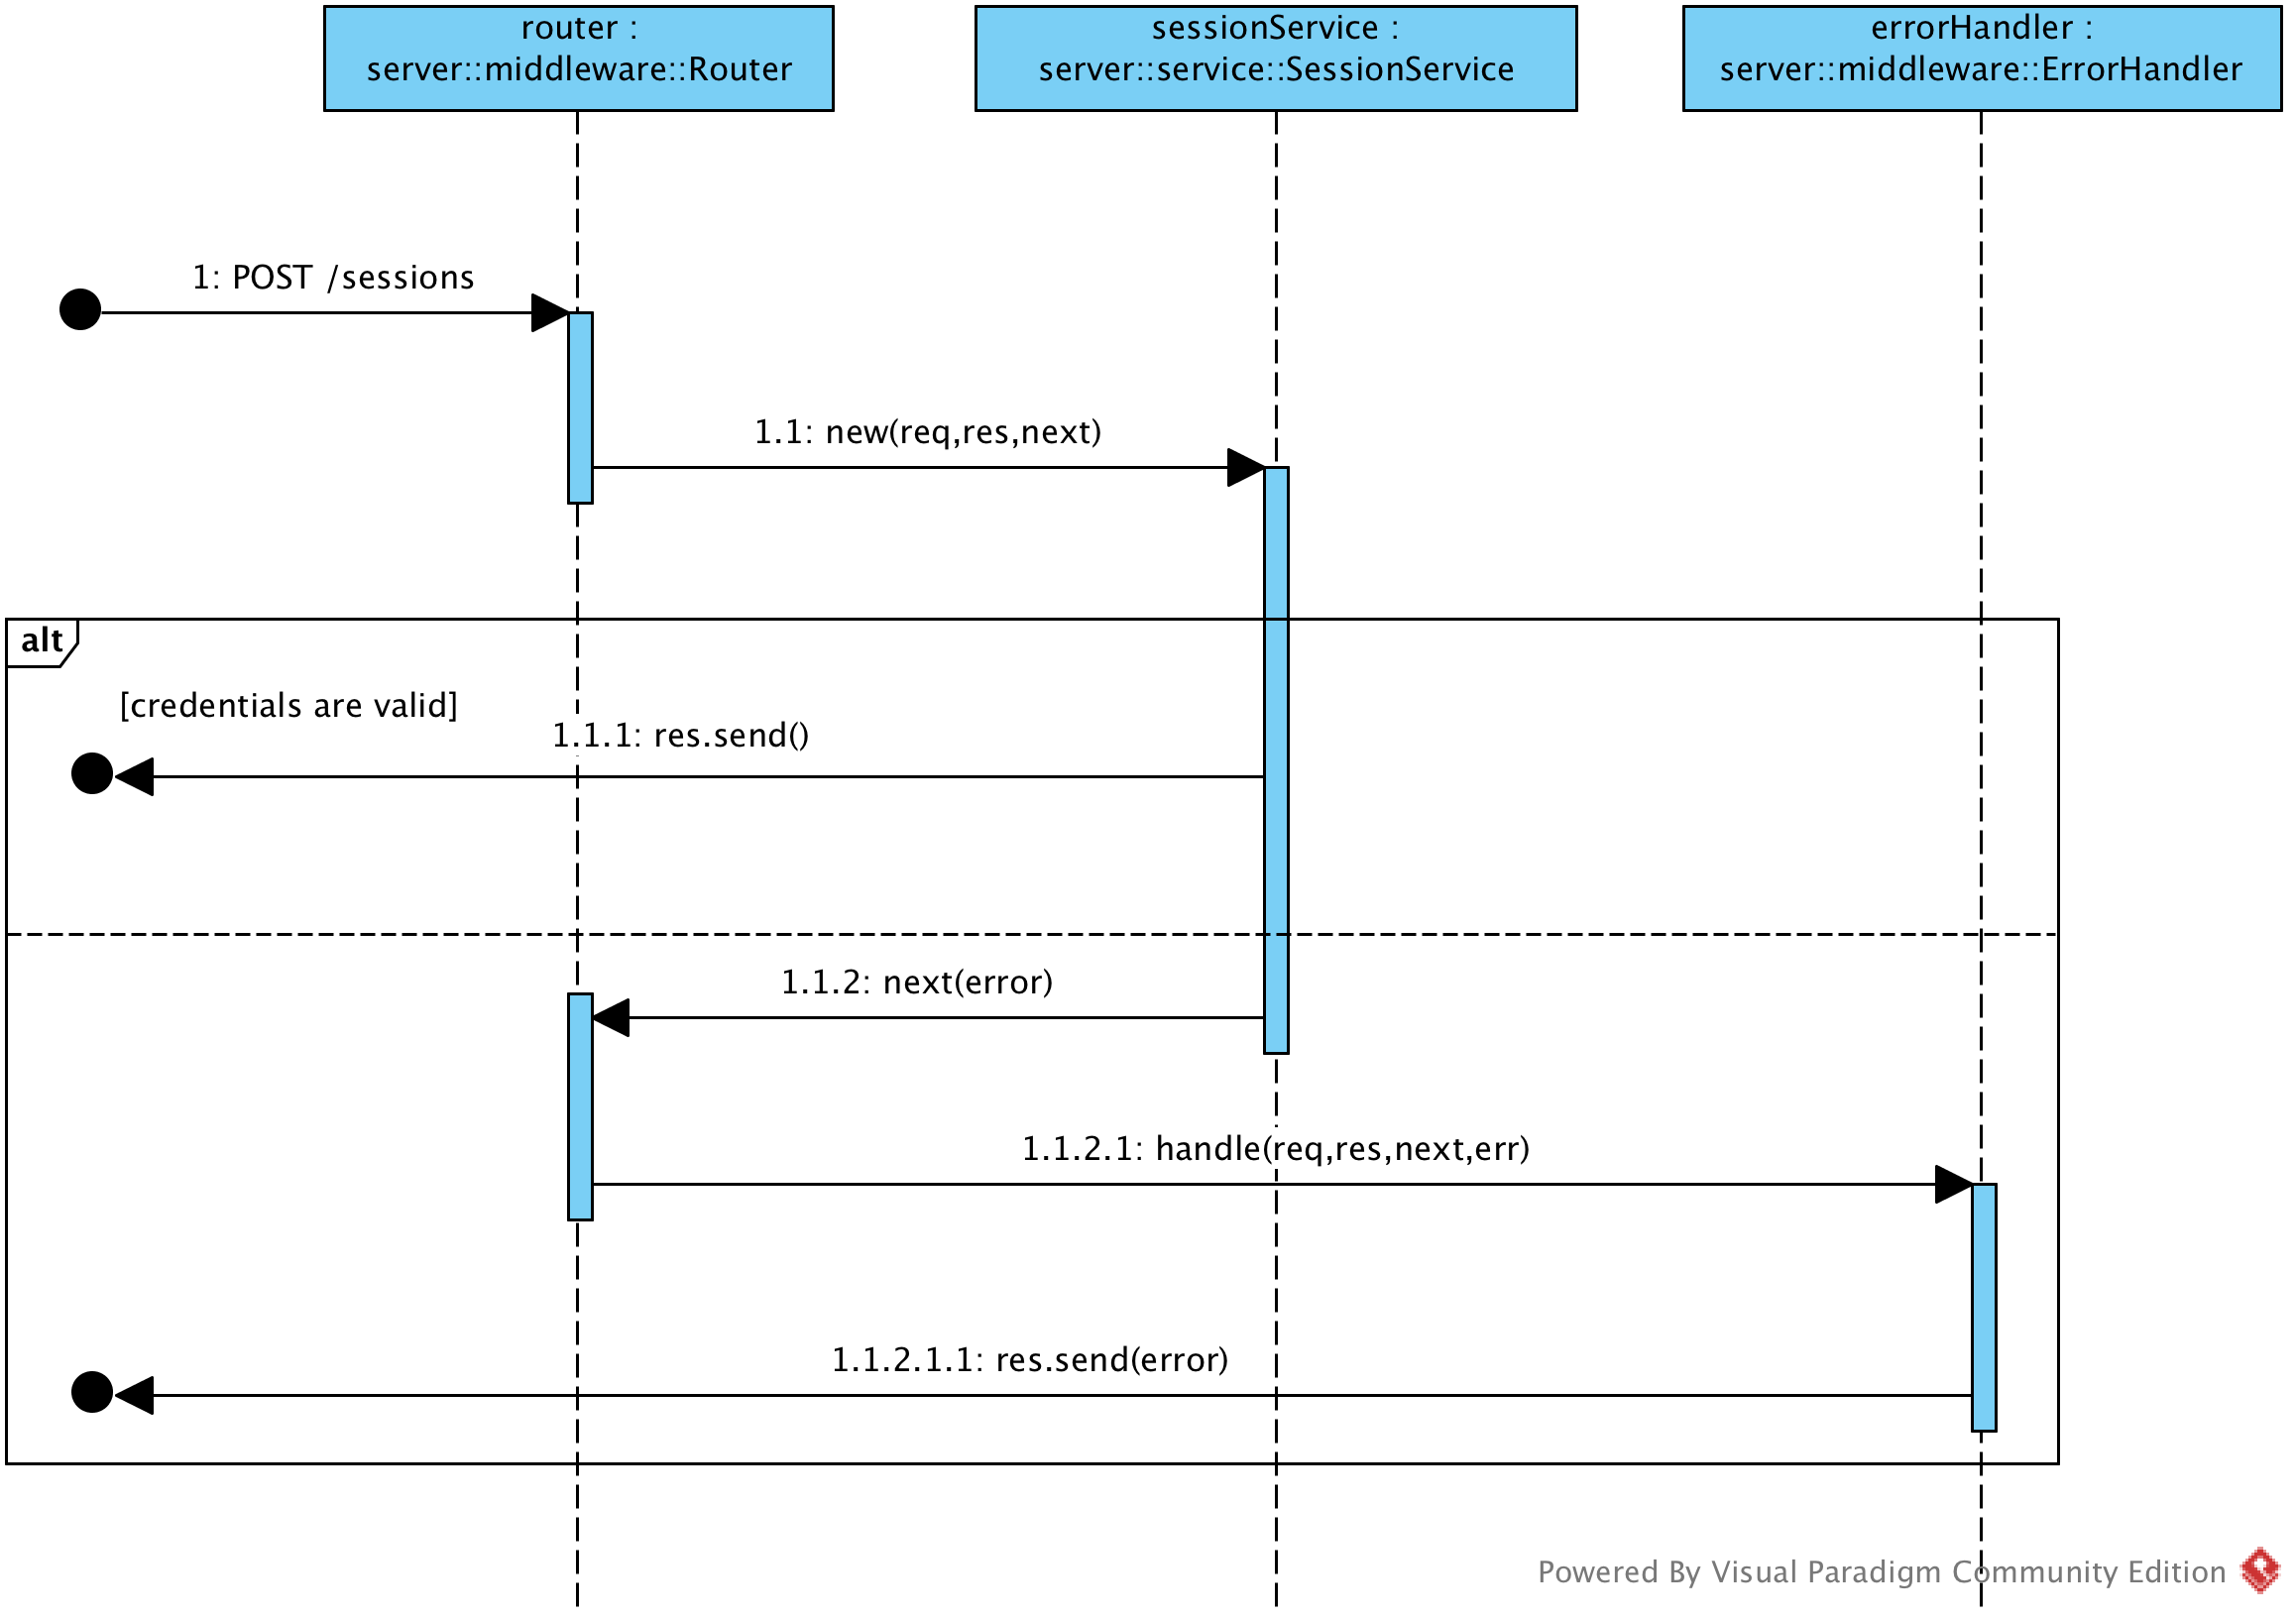 router :
server::middleware::Router
sessionService :
server::service::SessionService
errorHandler :
server::middleware::ErrorHandler
1: POST /sessions
1.1: new(req,res,next)
alt
[credentials are valid]
1.1.1: res.send()
1.1.2: next(error)
1.1.2.1: handle(req,res,next,err)
1.1.2.1.1: res.send(error)
Powered By Visual Paradigm Community Edition